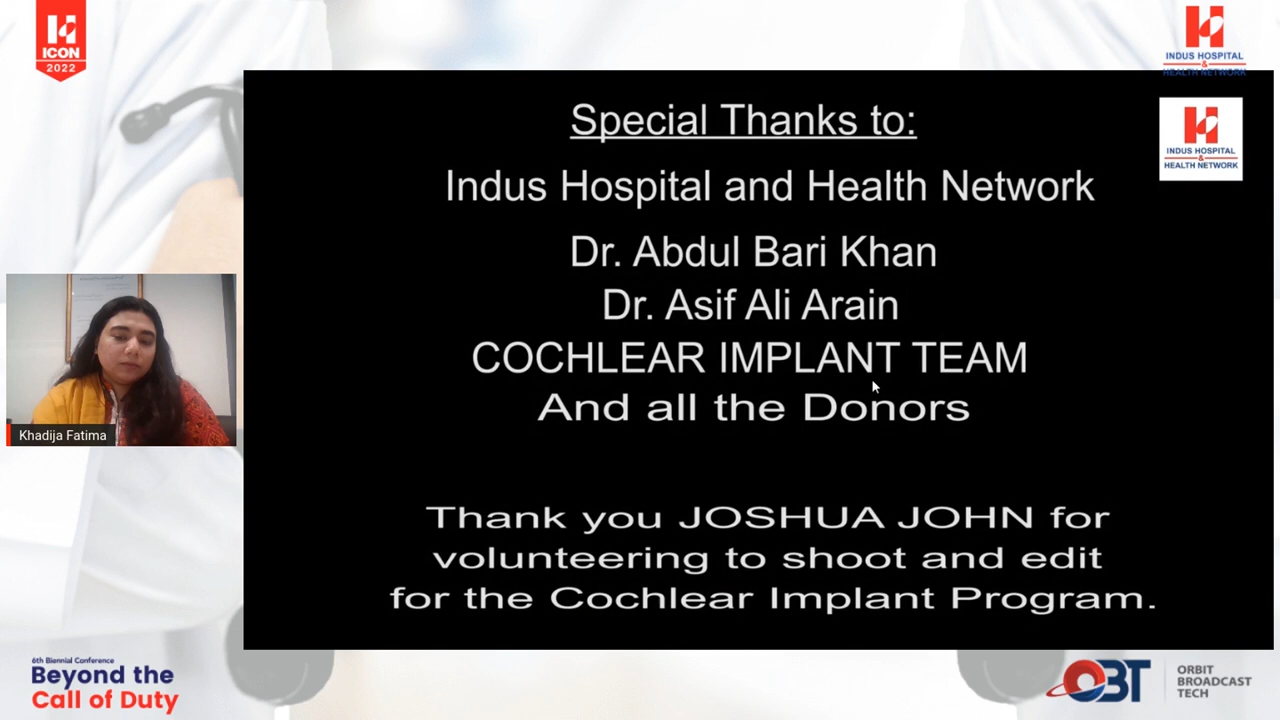 ICON
2022
INDUS HOSPITAL
&
HEALTH NETWORK
Special Thanks to:
Indus Hospital and Health Network
Dr. Abdul Bari Khan
Dr. Asif Ali Arain
COCHLEAR IMPLANT TEAM
And all the Donors
Thank you JOSHUA JOHN for
volunteering to shoot and edit
for the Cochlear Implant Program.
INDUS HOSPITAL
&
HEALTH NETWORK
Khadija Fatima
6th Biennial Conference
Beyond the
Call of Duty
OBT
ORBIT
BROADCAST
TECH